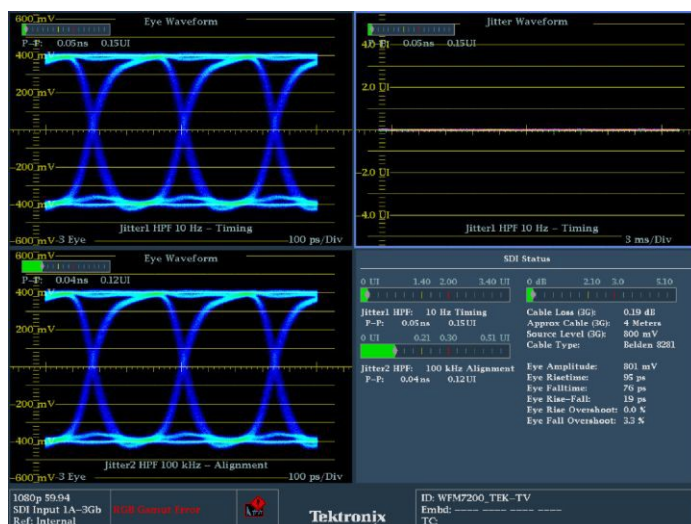 600 mV Eye Waveform
P-P: 0.05ns 0.15UI
400 mV
200 mV
-200 mV
-400 mV
Jitter1 HPF 10 Hz - Timing
-600 mV-3 Eye 100 ps/Div
Jitter Waveform
4.0 UI
P-P: 0.05ns 0.15UI
2.0 UI
-2.0 UI
-4.0 UI
Jitter1 HPF 10 Hz - Timing
3 ms/Div
600 mV Eye Waveform
P-P: 0.04ns 0.12UI
400 mV
200 mV
-200 mV
-400 mV
Jitter2 HPF 100 kHz - Alignment
-600 mV-3 Eye 100 ps/Div
SDI Status
0 UI 1.40 2.00 3.40 UI
Jitter1 HPF: 10 Hz Timing
P-P: 0.05ns 0.15UI
0 UI 0.21 0.30 0.51 UI
Jitter2 HPF: 100 kHz Alignment
P-P: 0.04ns 0.12UI
0 dB 2.10 3.0 5.10
Cable Loss (3G): 0.19 dB
Approx Cable (3G): 4 Meters
Source Level (3G): 800 mV
Cable Type: Belden 8281
Eye Amplitude: 801 mV
Eye Risetime: 95 ps
Eye Falltime: 76 ps
Eye Rise-Fall: 19 ps
Eye Rise Overshoot: 0.0 %
Eye Fall Overshoot: 3.3 %
1080p 59.94
SDI Input 1A-3Gb
Ref: Internal
RGB Gamut Error
Tektronix
ID: WFM7200_TEK-TV
Embd: ---- ---- ---- ----
TC: